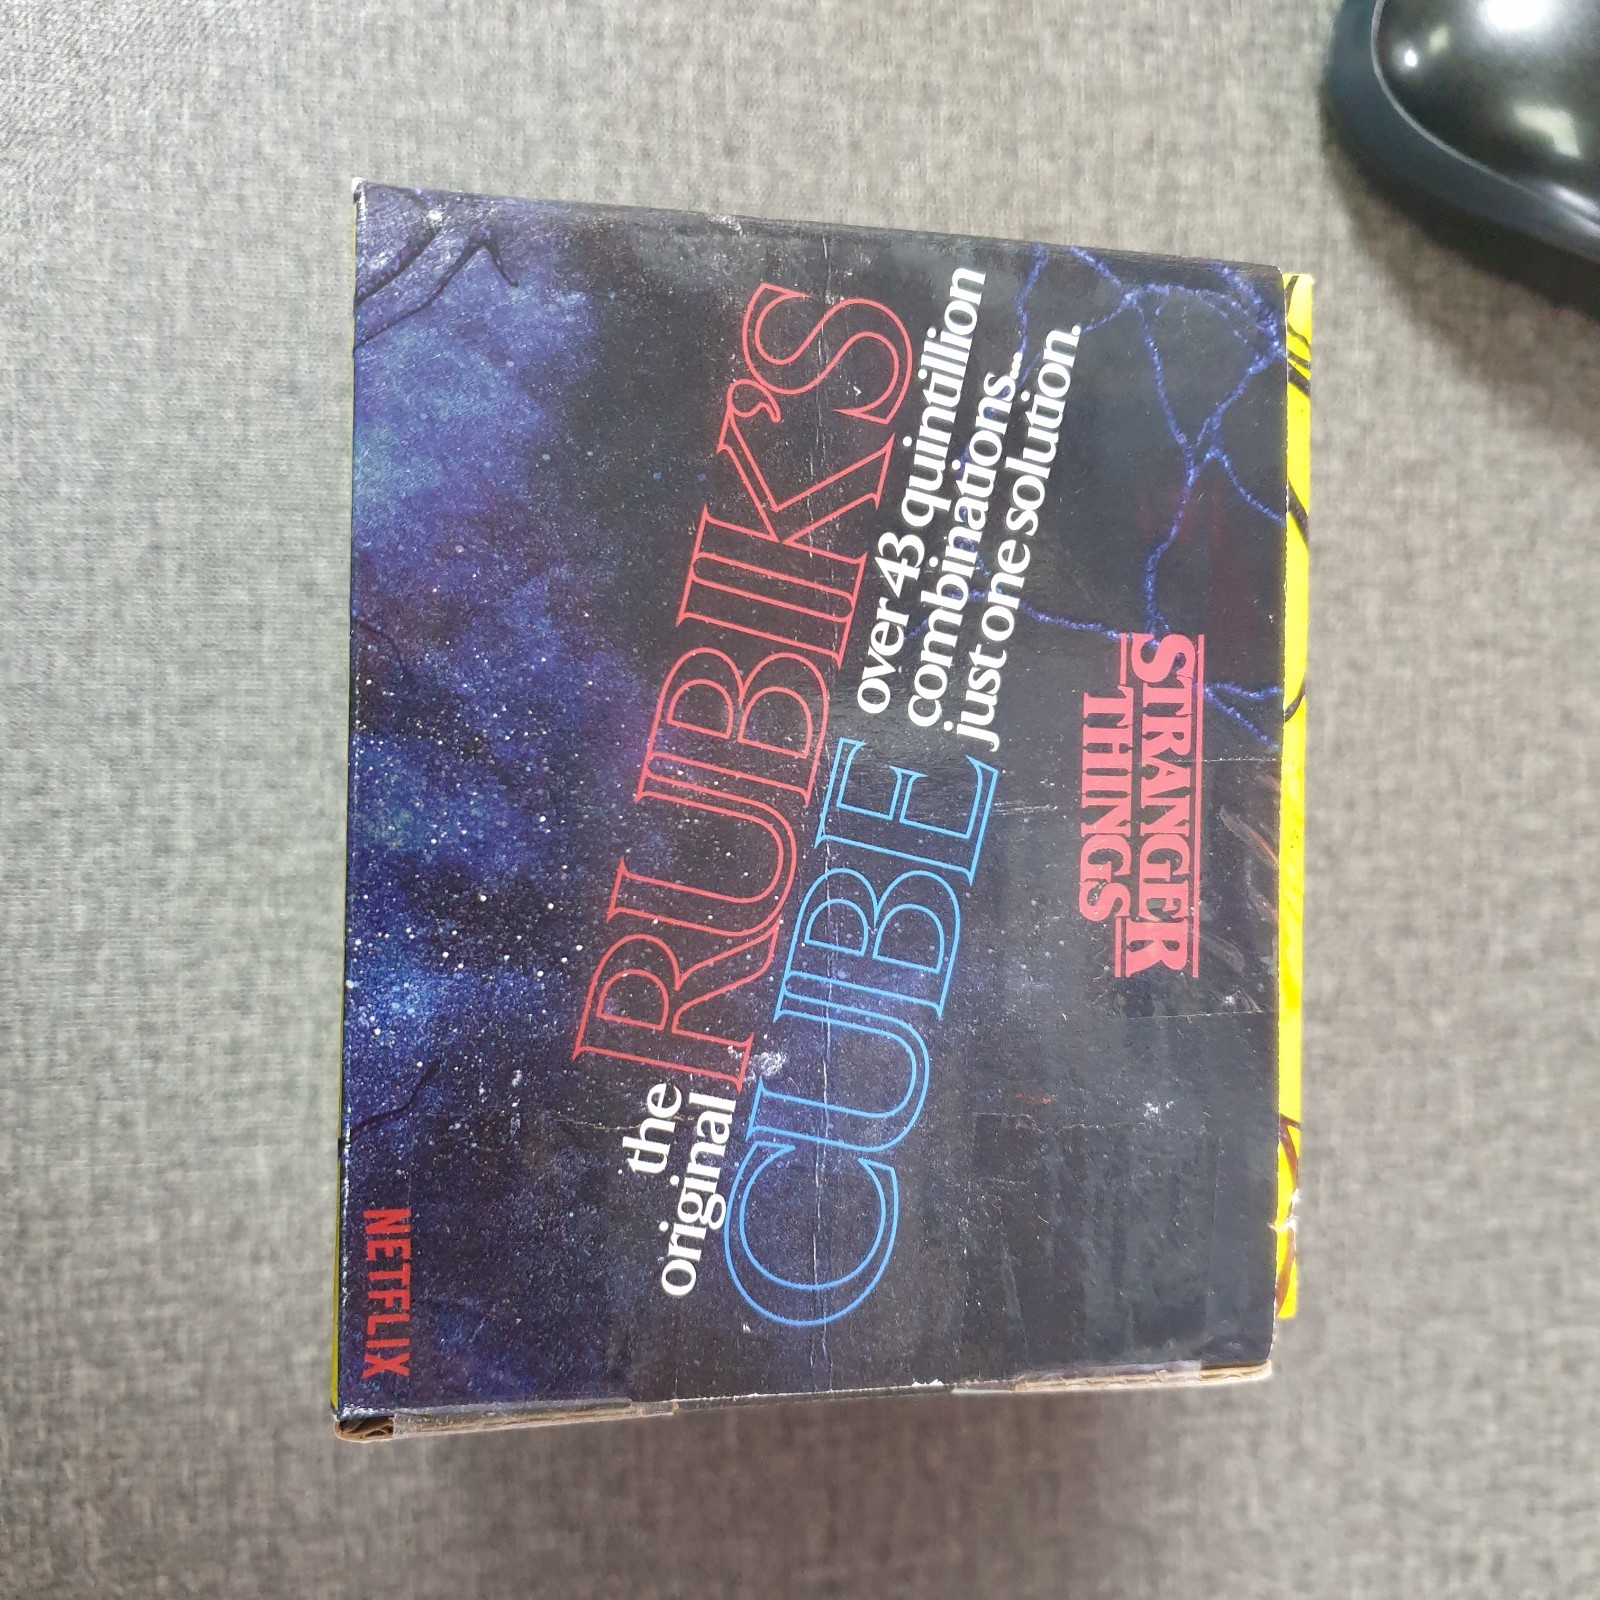 the
original
RUBIK'S
CUBE
over 43 quintillion
combinations...
just one solution.
STRANGER
THINGS
NETFLIX